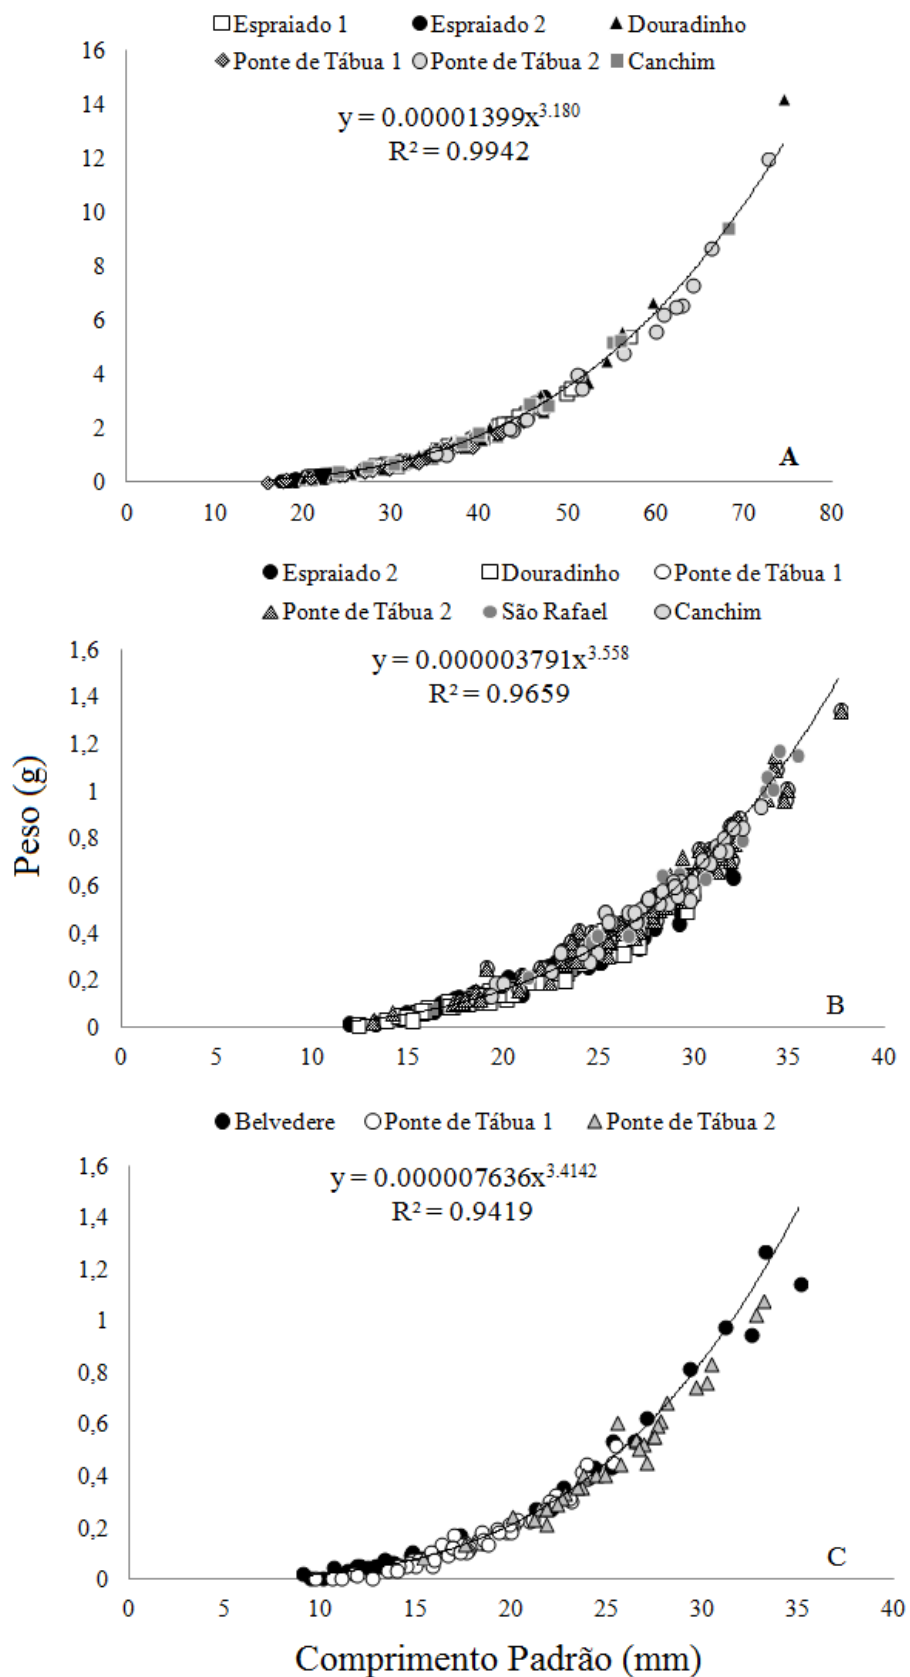 Espraiado 1 Espraiado 2 Douradinho
Ponte de Tábua 1 Ponte de Tábua 2 Canchim
y = 0.00001399x^3.180
R² = 0.9942
16
14
12
10
8
6
4
2
0
A
0 10 20 30 40 50 60 70 80
Espraiado 2 Douradinho Ponte de Tábua 1
Ponte de Tábua 2 São Rafael Canchim
y = 0.000003791x^3.558
R² = 0.9659
1,6
1,4
1,2
1
0,8
0,6
0,4
0,2
0
B
0 5 10 15 20 25 30 35 40
Peso (g)
Belvedere Ponte de Tábua 1 Ponte de Tábua 2
y = 0.000007636x^3.4142
R² = 0.9419
1,6
1,4
1,2
1
0,8
0,6
0,4
0,2
0
C
0 5 10 15 20 25 30 35 40
Comprimento Padrão (mm)